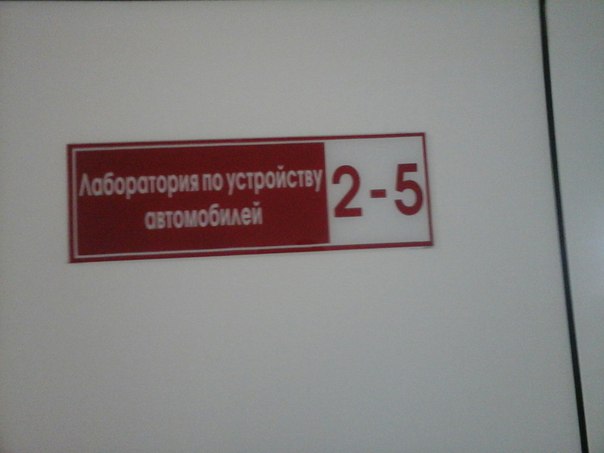 Лаборатория по устройству
автомобилей
2-5